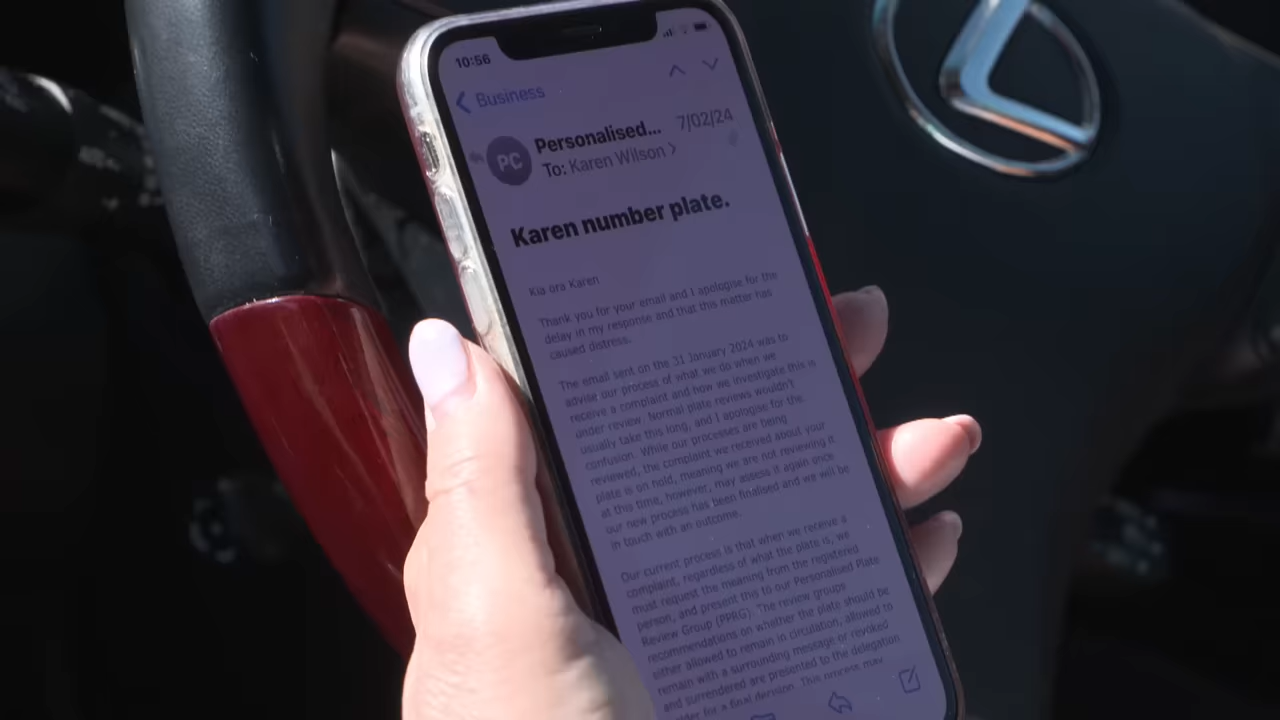 10:56
Business
PC
Personalised...
7/02/24
To: Karen Wilson
Karen number plate.
Kia ora Karen
Thank you for your email and I apologise for the
delay in my response and that this matter has
caused distress.
The email sent on the 31 January 2024 was to
advise our process of what we do when we
receive a complaint and how we investigate this is
under review. Normal plate reviews wouldn't
usually take this long, and I apologise for the
confusion. While our processes are being
reviewed, the complaint we received about your
plate is on hold, meaning we are not reviewing it
at this time, however, may assess it again once
our new process has been finalised and we will be
in touch with an outcome.
Our current process is that when we receive a
complaint, regardless of what the plate is, we
must request the meaning from the registered
person, and present this to our Personalised Plate
Review Group (PPRG). The review groups
recommendations on whether the plate should be
either allowed to remain in circulation, allowed to
remain with a surrounding message or revoked
and surrendered are presented to the delegation
for a final decision. This process may